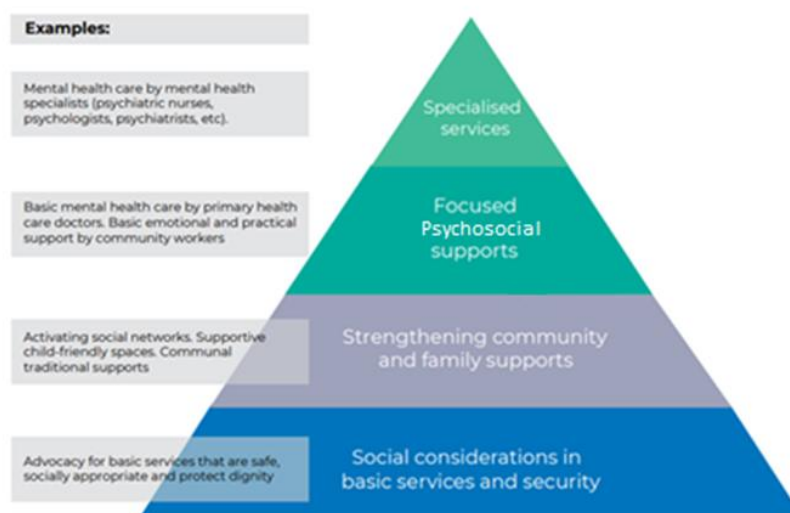 Examples:
Mental health care by mental health
specialists (psychiatric nurses,
psychologists, psychiatrists, etc).
Specialised
services
Basic mental health care by primary health
care doctors. Basic emotional and practical
support by community workers
Focused
Psychosocial
supports
Activating social networks. Supportive
child-friendly spaces. Communal
traditional supports
Strengthening community
and family supports
Advocacy for basic services that are safe,
socially appropriate and protect dignity
Social considerations in
basic services and security